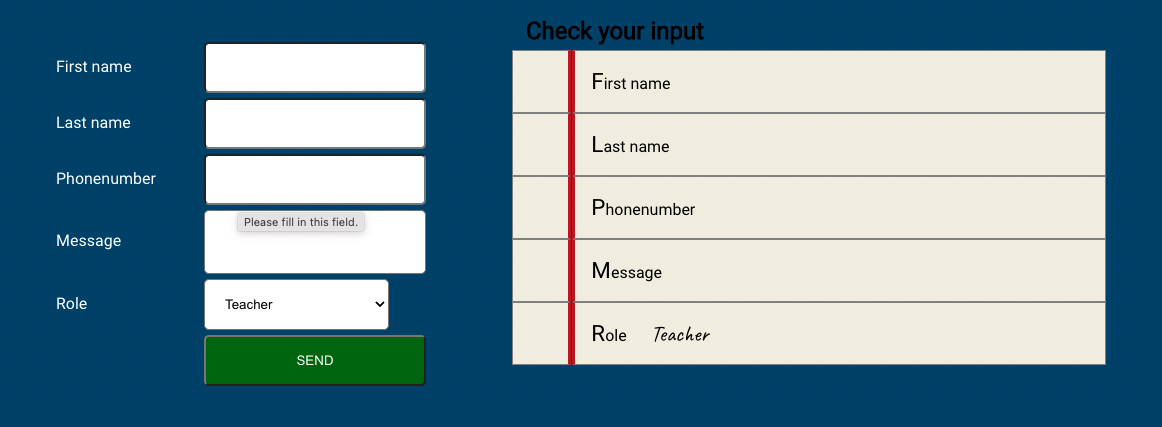 First name
Last name
Phonenumber
Please fill in this field.
Message
Role
Teacher
SEND
Check your input
First name
Last name
Phonenumber
Message
Role Teacher